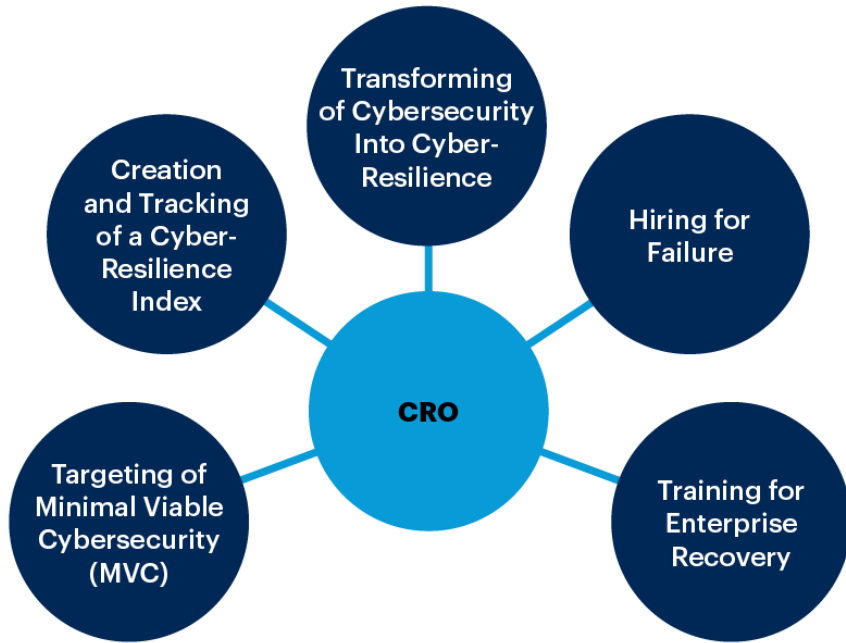 Transforming
of Cybersecurity
Into Cyber-
Resilience
Creation
and Tracking
of a Cyber-
Resilience
Index
Hiring for
Failure
CRO
Targeting of
Minimal Viable
Cybersecurity
(MVC)
Training for
Enterprise
Recovery